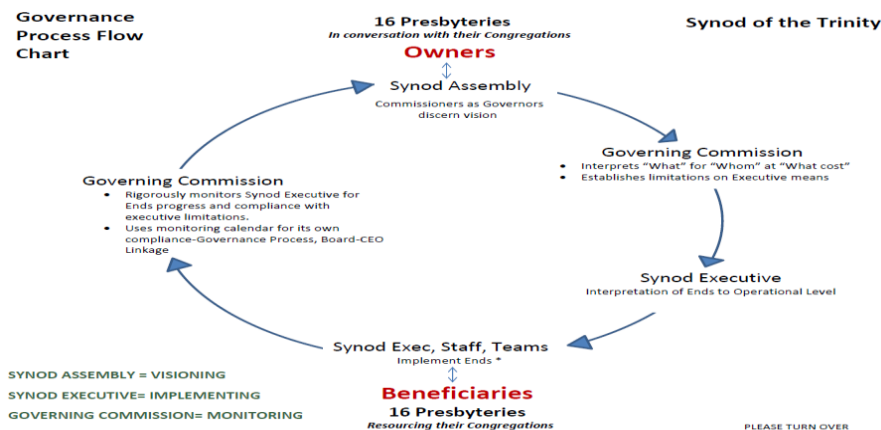 Governance
Process Flow
Chart
16 Presbyteries
In conversation with their Congregations
Owners
Synod of the Trinity
Synod Assembly
Commissioners as Governors
discern vision
Governing Commission
• Interprets “What” for “Whom” at “What cost”
• Establishes limitations on Executive means
Synod Executive
Interpretation of Ends to Operational Level
Synod Exec, Staff, Teams
Implement Ends *
Beneficiaries
16 Presbyteries
Resourcing their Congregations
Governing Commission
• Rigorously monitors Synod Executive for
Ends progress and compliance with
executive limitations.
• Uses monitoring calendar for its own
compliance-Governance Process, Board-CEO
Linkage
SYNOD ASSEMBLY = VISIONING
SYNOD EXECUTIVE= IMPLEMENTING
GOVERNING COMMISSION= MONITORING
PLEASE TURN OVER